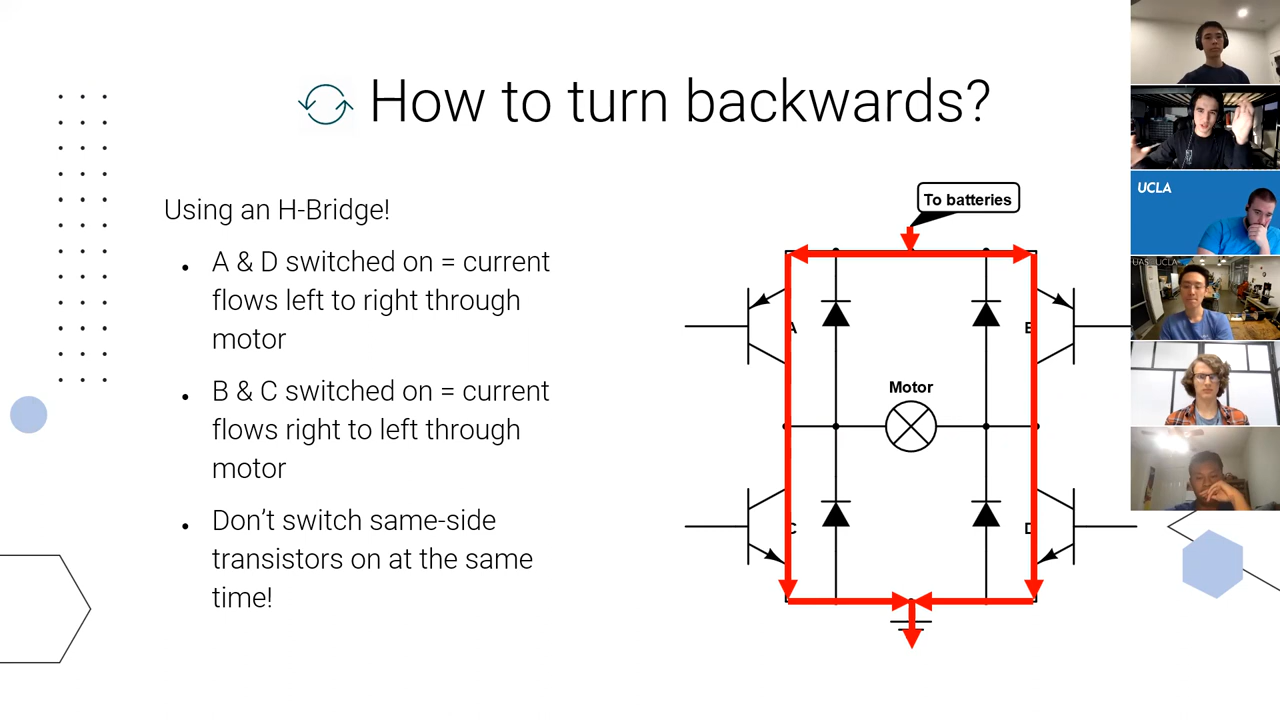 How to turn backwards?
Using an H-Bridge!
A & D switched on = current
flows left to right through
motor
B & C switched on = current
flows right to left through
motor
Don't switch same-side
transistors on at the same
time!
To batteries
A
Motor
C
D
UCLA